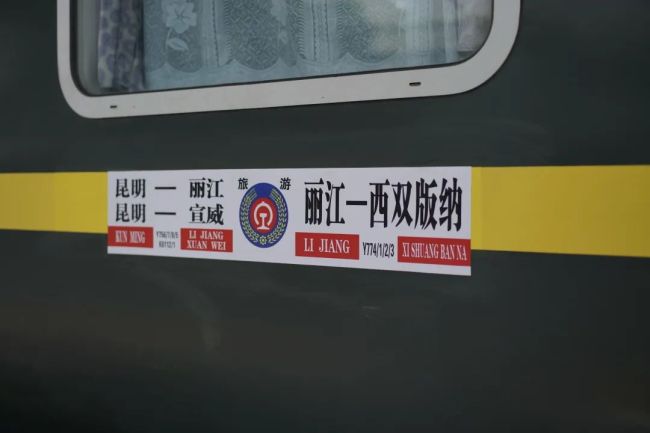 昆明 — 丽江
昆明 — 宣威
KUN MING
LI JIANG
XUAN WEI
旅 游
丽江—西双版纳
LI JIANG
Y774/1/2/3
XI SHUANG BAN NA